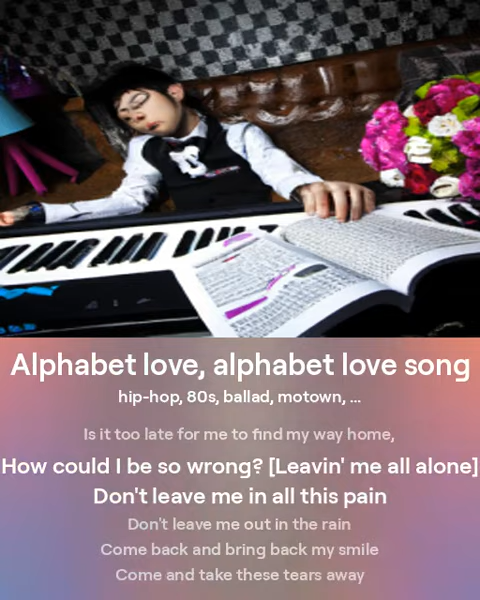 Alphabet love, alphabet love song
hip-hop, 80s, ballad, motown, ...
Is it too late for me to find my way home,
How could I be so wrong? [Leavin' me all alone]
Don't leave me in all this pain
Don't leave me out in the rain
Come back and bring back my smile
Come and take these tears away